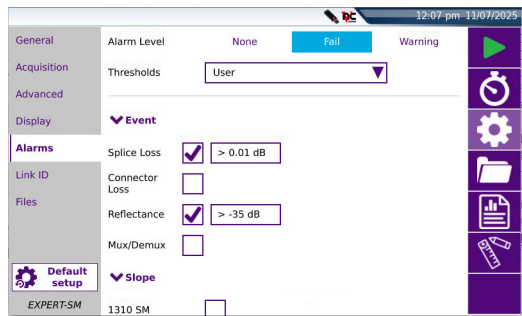 12:07 pm 11/07/2025
General
Acquisition
Advanced
Display
Alarms
Link ID
Files
Default
setup
EXPERT-SM
Alarm Level None Fail Warning
Thresholds User
Event
Splice Loss > 0.01 dB
Connector
Loss
Reflectance > -35 dB
Mux/Demux
Slope
1310 SM